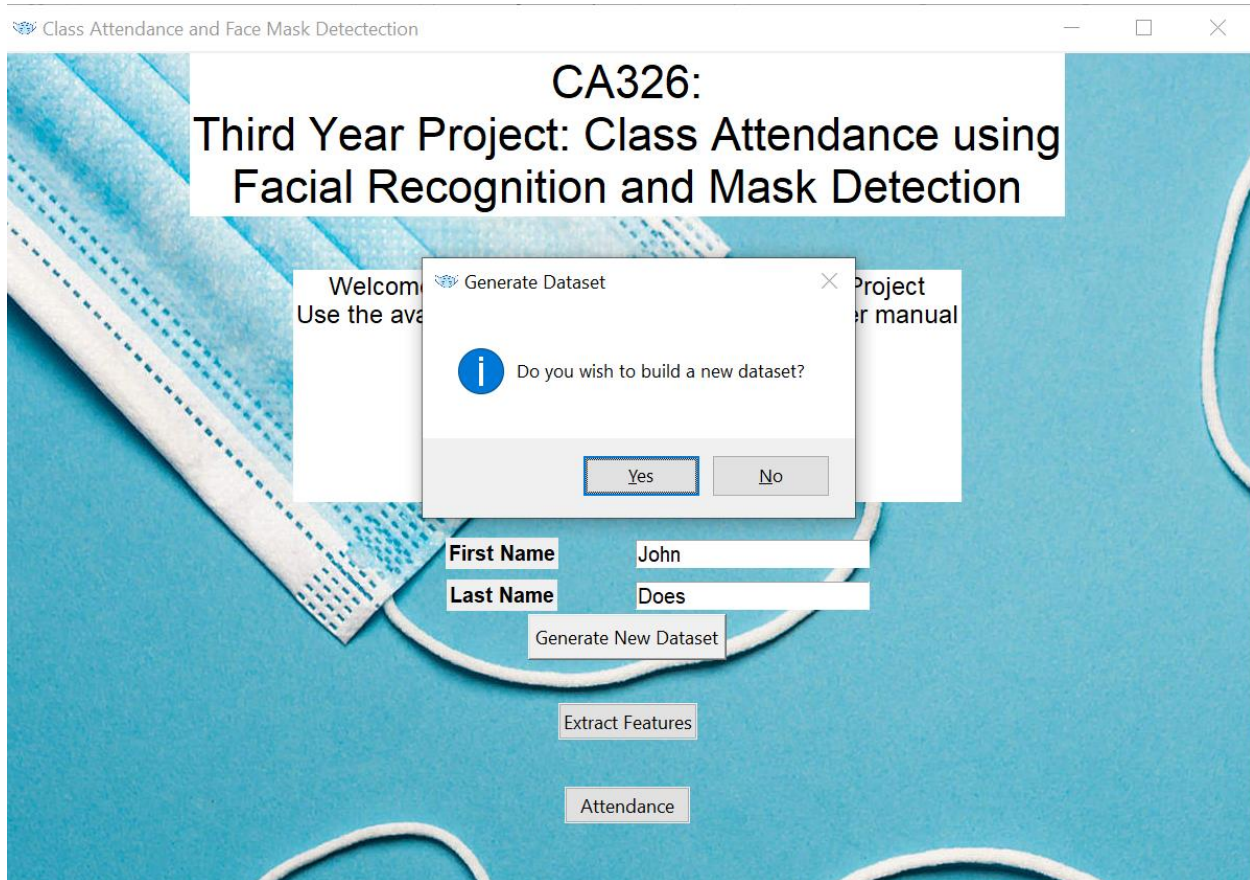 Class Attendance and Face Mask Detectection
CA326:
Third Year Project: Class Attendance using
Facial Recognition and Mask Detection
Welcom Project
Use the ava er manual
Generate Dataset
Do you wish to build a new dataset?
Yes No
First Name John
Last Name Does
Generate New Dataset
Extract Features
Attendance